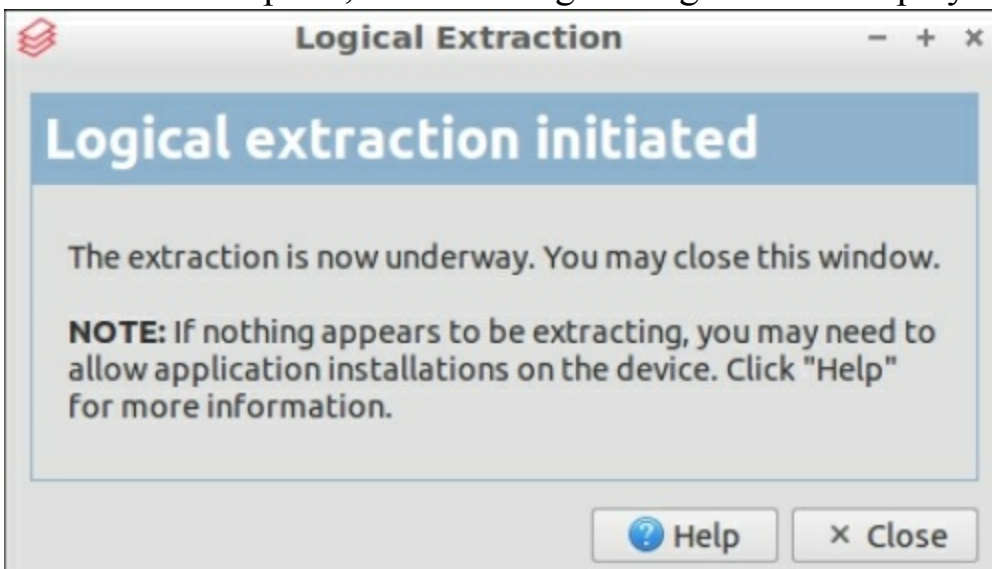 Logical Extraction
Logical extraction initiated
The extraction is now underway. You may close this window.
NOTE: If nothing appears to be extracting, you may need to
allow application installations on the device. Click "Help"
for more information.
Help
Close